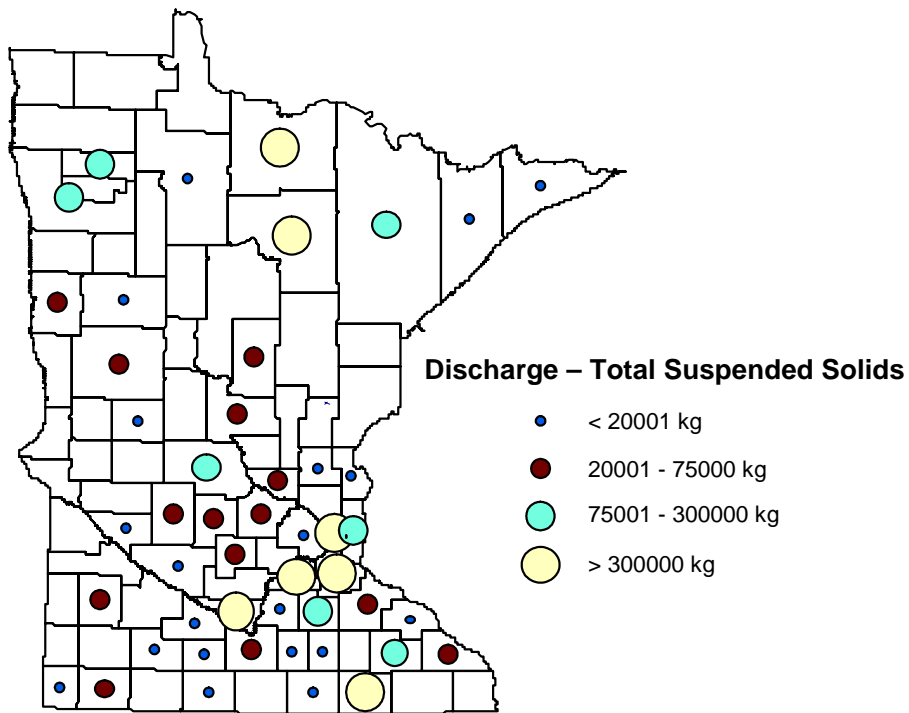 Discharge – Total Suspended Solids
< 20001 kg
20001 - 75000 kg
75001 - 300000 kg
> 300000 kg